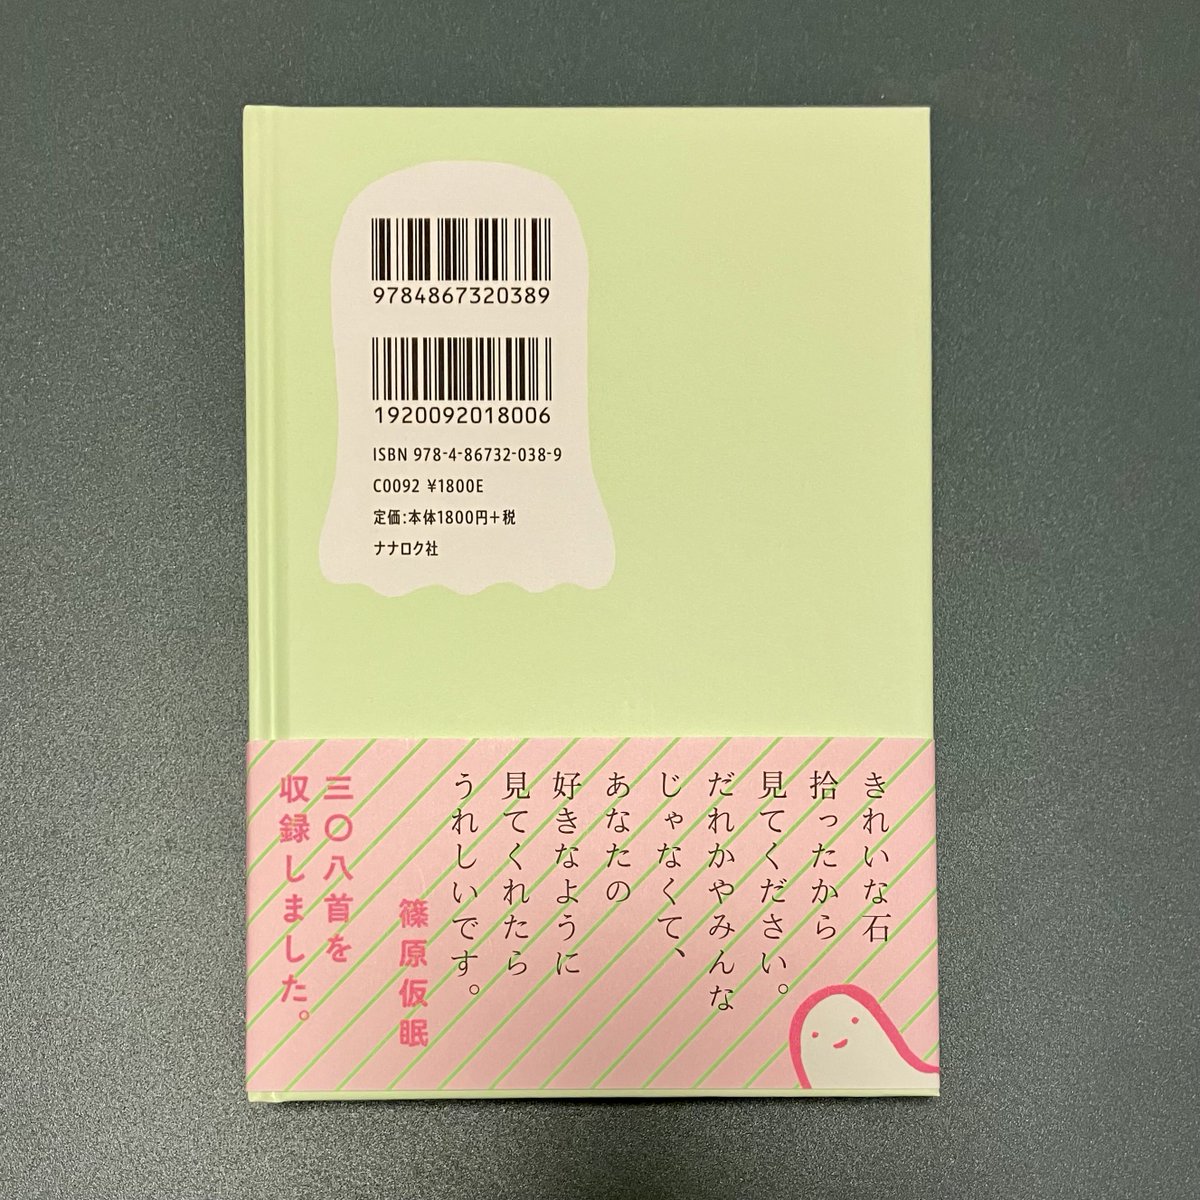 9784867320389
1920092018006
ISBN 978-4-86732-038-9
C0092 ¥1800E
定価:本体1800円+税
ナナロク社
きれいな石
拾ったから
見てください。
だれかやみんな
じゃなくて、
あなたの
好きなように
見てくれたら
うれしいです。
篠原仮眠
三〇八首を
収録しました。